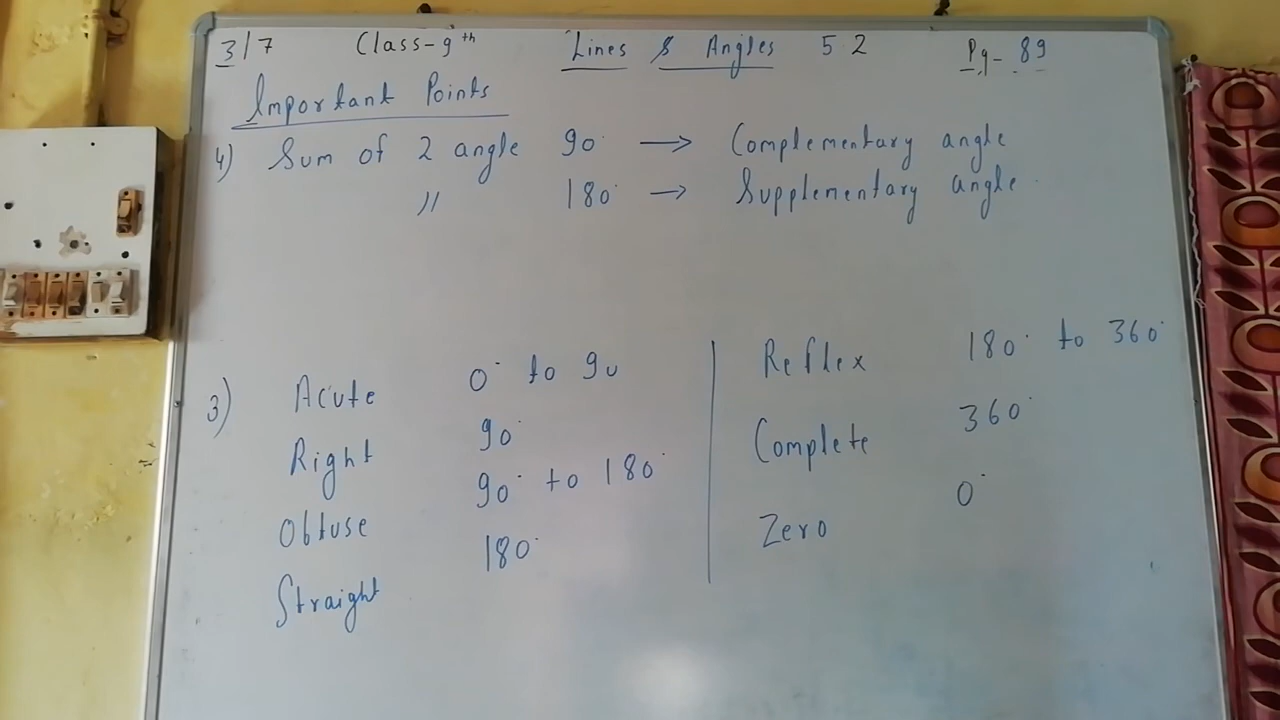 3/7 Class-9th Lines & Angles 5 2 Pg- 89
Important Points
4) Sum of 2 angle 90° → Complementary angle
〃 180° → Supplementary angle
3) Acute 0° to 90
Right 90°
Obtuse 90° to 180°
Straight 180°
Reflex 180° to 360°
Complete 360°
Zero 0°